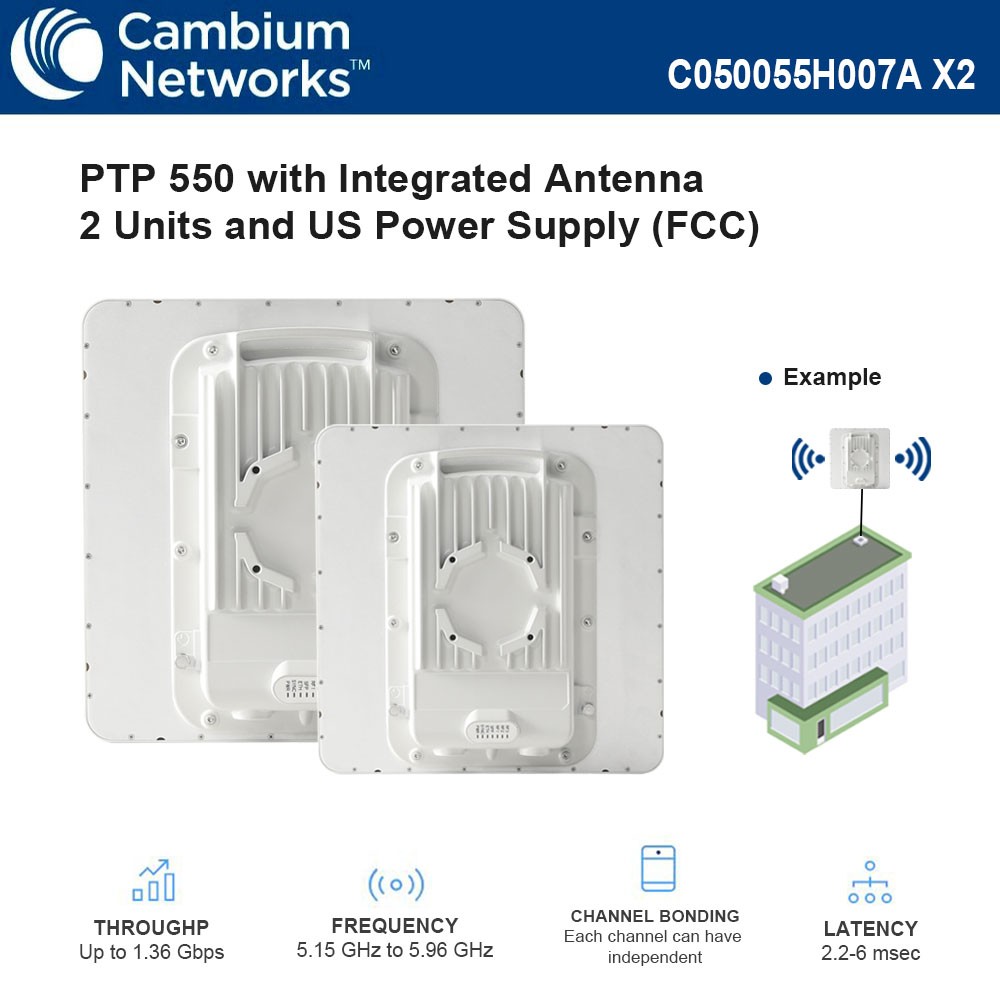 Cambium
Networks™
C050055H007A X2
PTP 550 with Integrated Antenna
2 Units and US Power Supply (FCC)
Example
THROUGHP
Up to 1.36 Gbps
FREQUENCY
5.15 GHz to 5.96 GHz
CHANNEL BONDING
Each channel can have
independent
LATENCY
2.2-6 msec